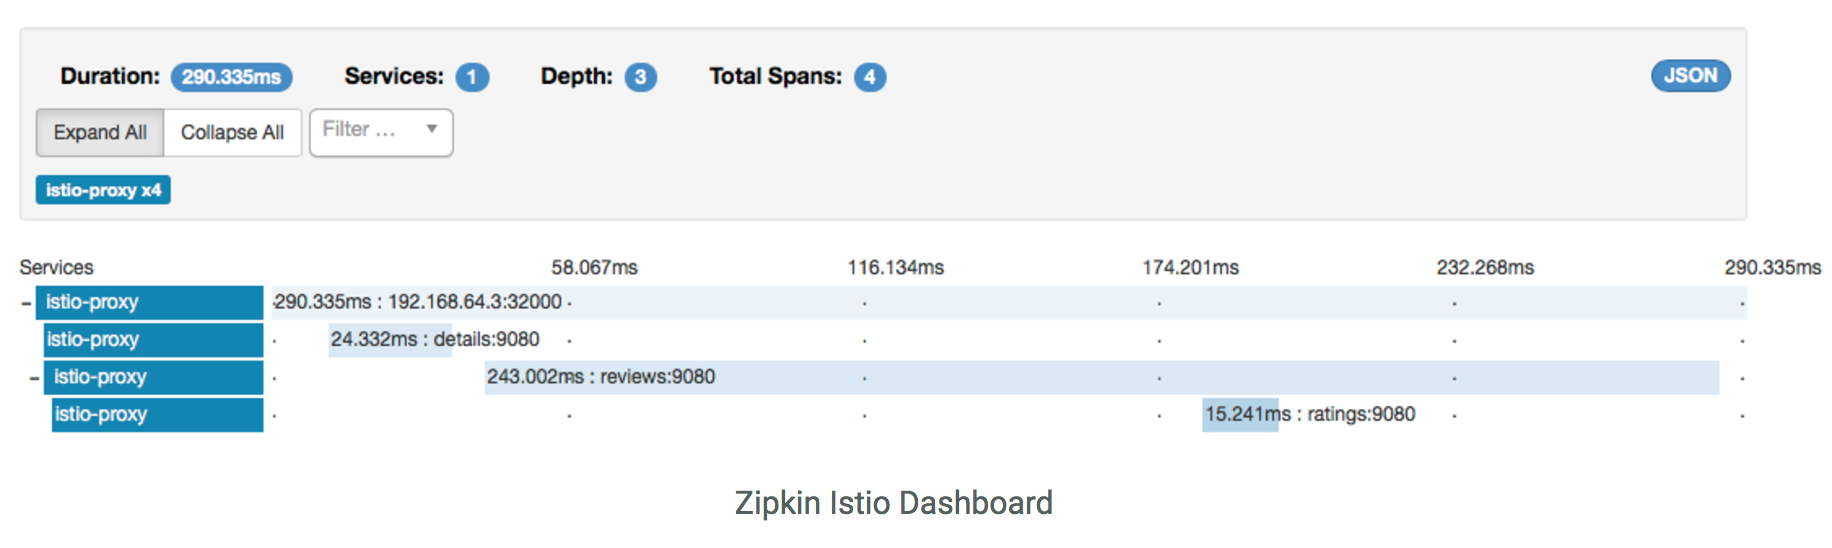 Duration: 290.335ms Services: 1 Depth: 3 Total Spans: 4 JSON
Expand All Collapse All Filter ...
istio-proxy x4
Services 58.067ms 116.134ms 174.201ms 232.268ms 290.335ms
istio-proxy 290.335ms : 192.168.64.3:32000
istio-proxy 24.332ms : details:9080
istio-proxy 243.002ms : reviews:9080
istio-proxy 15.241ms : ratings:9080
Zipkin Istio Dashboard